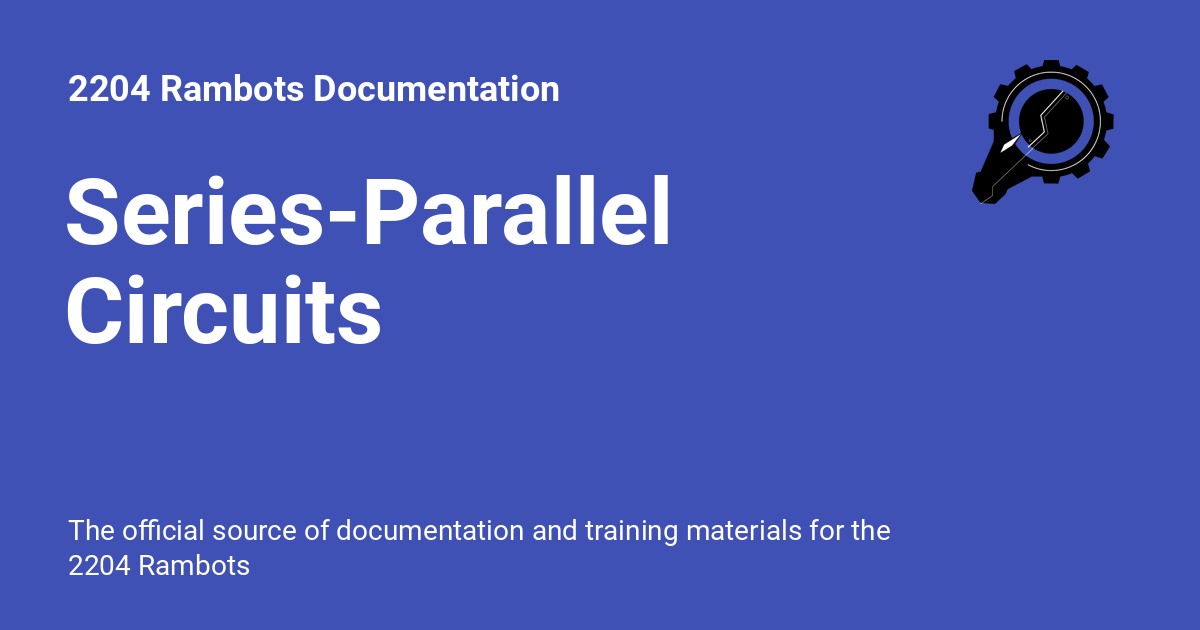 2204 Rambots Documentation
Series-Parallel
Circuits
The official source of documentation and training materials for the
2204 Rambots